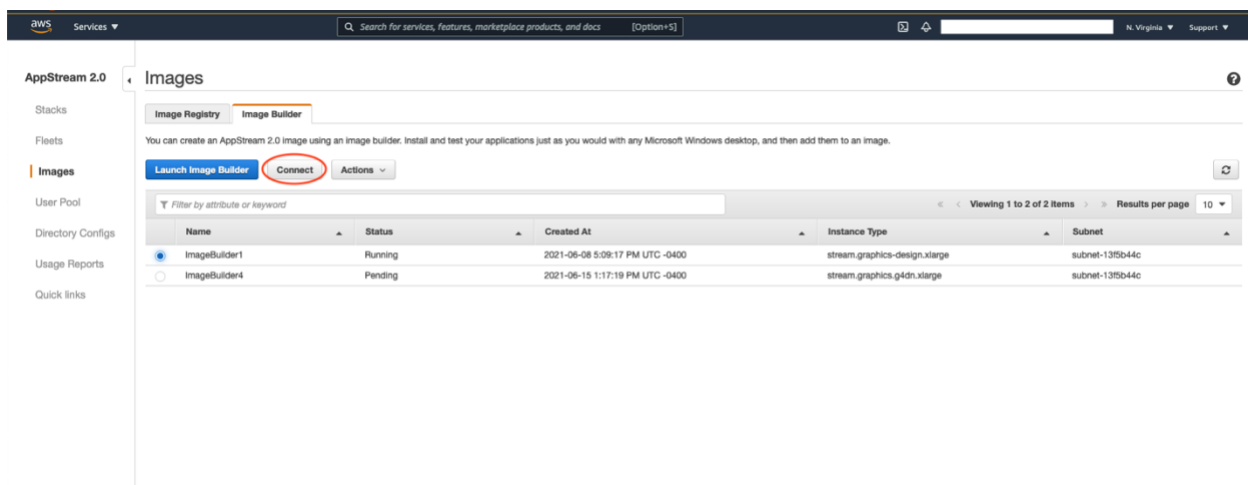 aws Services ▼ Search for services, features, marketplace products, and docs [Option+S] N. Virginia ▼ Support ▼
AppStream 2.0
Stacks
Fleets
Images
User Pool
Directory Configs
Usage Reports
Quick links
Images
Image Registry Image Builder
You can create an AppStream 2.0 image using an image builder. Install and test your applications just as you would with any Microsoft Windows desktop, and then add them to an image.
Launch Image Builder Connect Actions
Filter by attribute or keyword « < Viewing 1 to 2 of 2 Items > » Results per page 10
Name Status Created At Instance Type Subnet
ImageBuilder1 Running 2021-06-08 5:09:17 PM UTC -0400 stream.graphics-design.xlarge subnet-13f5b44c
ImageBuilder4 Pending 2021-06-15 1:17:19 PM UTC -0400 stream.graphics.g4dn.xlarge subnet-13f5b44c